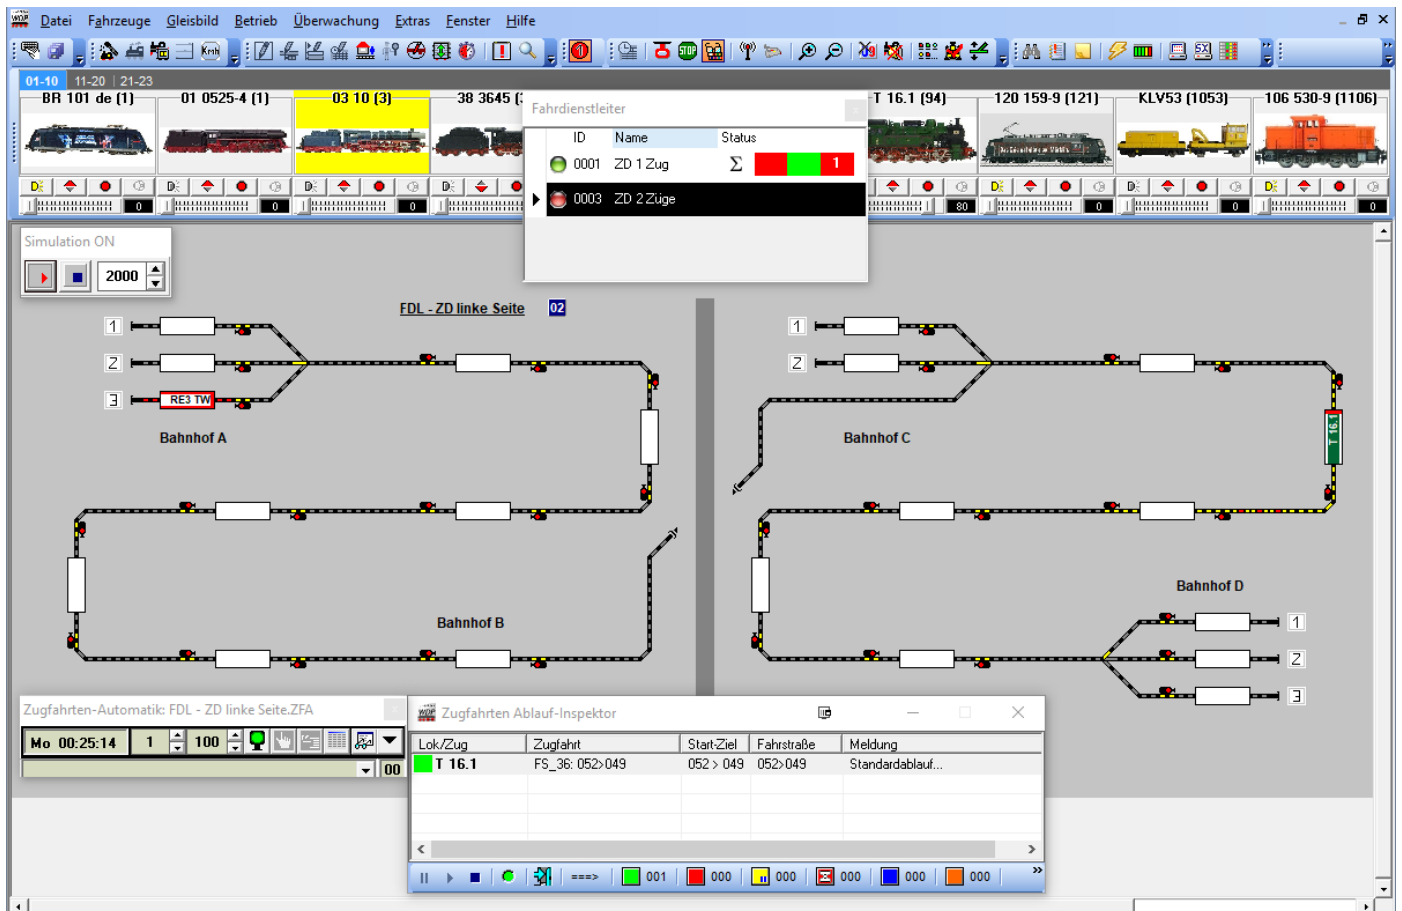 Datei Fahrzeuge Gleisbild Betrieb Überwachung Extras Fenster Hilfe
01-10 11-20 21-23
BR 101 de (1) 01 0525-4 (1) 03 10 (3) 38 3645 ( T 16.1 (94) 120 159-9 (121) KLV53 (1053) 106 530-9 (1106)
0 0 0 80 0 0 0
Fahrdienstleiter
ID Name Status
0001 ZD 1 Zug Σ 1
0003 ZD 2 Züge
Simulation ON
2000
FDL - ZD linke Seite 02
1
2
3 RE3 TW
Bahnhof A
Bahnhof B
1
2
T 16.1
Bahnhof C
Bahnhof D
1
2
3
Zugfahrten-Automatik: FDL - ZD linke Seite.ZFA
Mo 00:25:14 1 100
00
Zugfahrten Ablauf-Inspektor
Lok/Zug Zugfahrt Start-Ziel Fahrstraße Meldung
T 16.1 FS_36: 052>049 052 > 049 052>049 Standardablauf...
===> 001 000 000 000 000 000